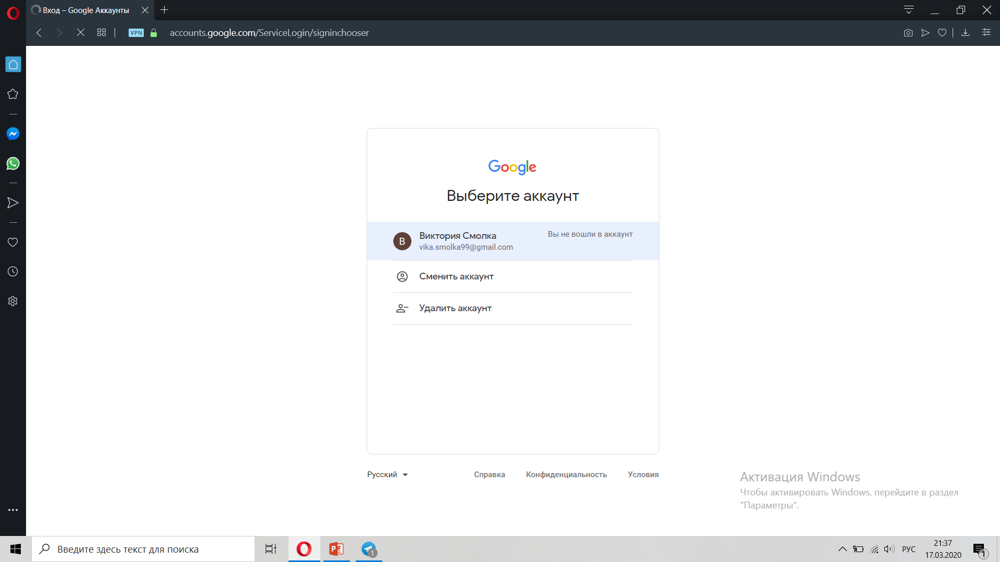 Вход – Google Аккаунты
VPN
accounts.google.com/ServiceLogin/signinchooser
Google
Выберите аккаунт
В
Виктория Смолка
Вы не вошли в аккаунт
vika.smolka99@gmail.com
Сменить аккаунт
Удалить аккаунт
Русский
Справка
Конфиденциальность
Условия
Активация Windows
Чтобы активировать Windows, перейдите в раздел
"Параметры".
Введите здесь текст для поиска
P
1
РУС
21:37
17.03.2020
1